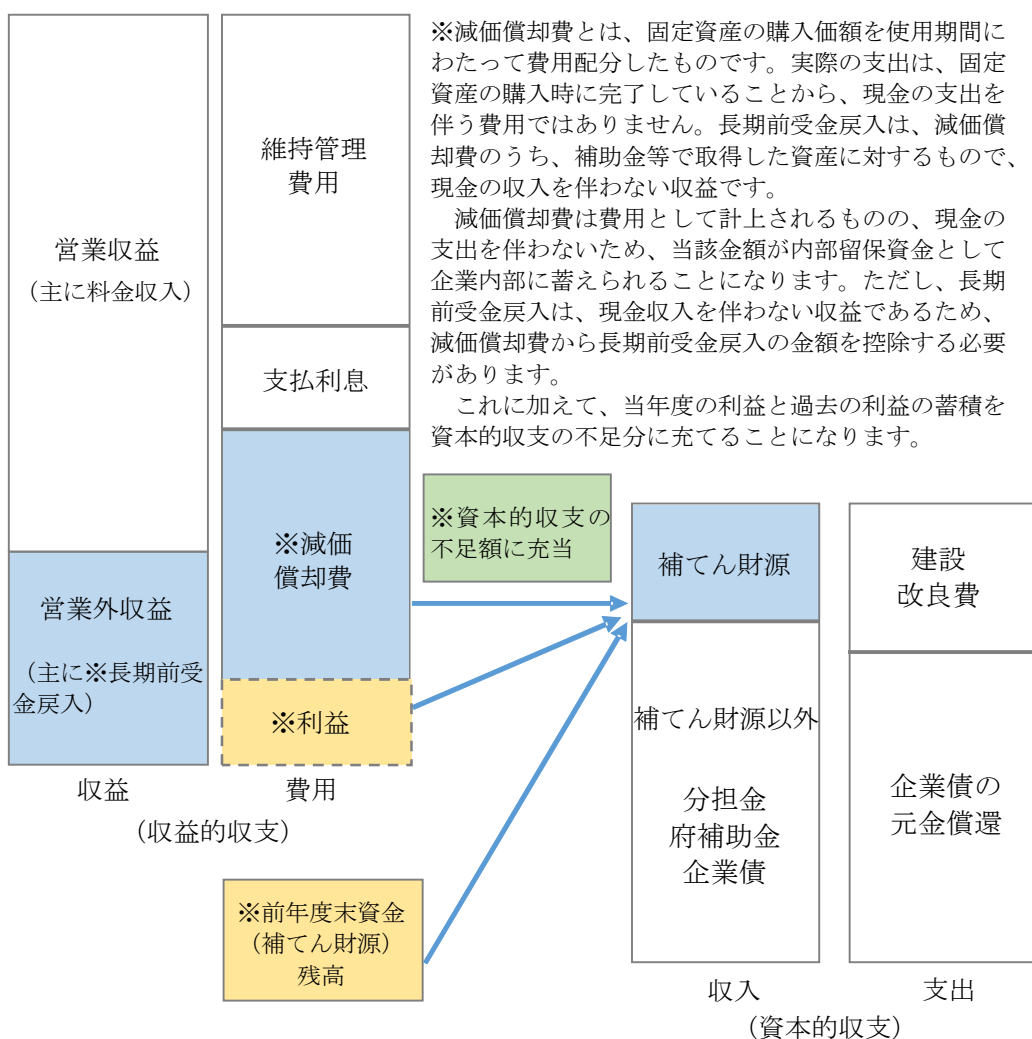 ※減価償却費とは、固定資産の購入価額を使用期間に
わたって費用配分したものです。実際の支出は、固定
資産の購入時に完了していることから、現金の支出を
伴う費用ではありません。長期前受金戻入は、減価償
却費のうち、補助金等で取得した資産に対するもので、
現金の収入を伴わない収益です。
　減価償却費は費用として計上されるものの、現金の
支出を伴わないため、当該金額が内部留保資金として
企業内部に蓄えられることになります。ただし、長期
前受金戻入は、現金収入を伴わない収益であるため、
減価償却費から長期前受金戻入の金額を控除する必要
があります。
　これに加えて、当年度の利益と過去の利益の蓄積を
資本的収支の不足分に充てることになります。
営業収益
（主に料金収入）
営業外収益
（主に※長期前受
金戻入）
収益
維持管理
費用
支払利息
※減価
償却費
※利益
費用
（収益的収支）
※資本的収支の
不足額に充当
※前年度末資金
（補てん財源）
残高
補てん財源
補てん財源以外
分担金
府補助金
企業債
収入
建設
改良費
企業債の
元金償還
支出
（資本的収支）